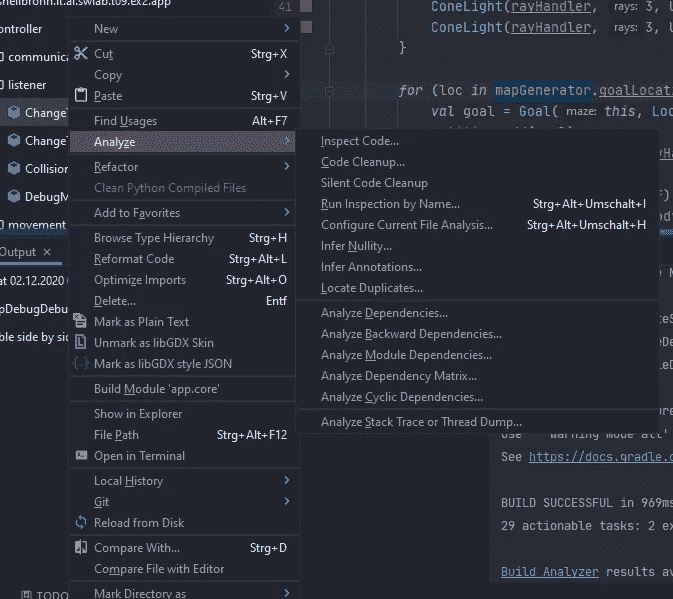 shellbronn.it.ai.swlab.t09.ex2.app
ontroller
communica
listener
Change
Change
Collision
DebugM
movement
Output ×
at 02.12.2020
pDebugDebu
ble side by sid
TODO
New
Cut Strg+X
Copy
Paste Strg+V
Find Usages Alt+F7
Analyze
Refactor
Clean Python Compiled Files
Add to Favorites
Browse Type Hierarchy Strg+H
Reformat Code Strg+Alt+L
Optimize Imports Strg+Alt+O
Delete... Entf
Mark as Plain Text
Unmark as libGDX Skin
Mark as libGDX style JSON
Build Module 'app.core'
Show in Explorer
File Path Strg+Alt+F12
Open in Terminal
Local History
Git
Reload from Disk
Compare With... Strg+D
Compare File with Editor
Mark Directory as
Inspect Code...
Code Cleanup...
Silent Code Cleanup
Run Inspection by Name... Strg+Alt+Umschalt+I
Configure Current File Analysis... Strg+Alt+Umschalt+H
Infer Nullity...
Infer Annotations...
Locate Duplicates...
Analyze Dependencies...
Analyze Backward Dependencies...
Analyze Module Dependencies...
Analyze Dependency Matrix...
Analyze Cyclic Dependencies...
Analyze Stack Trace or Thread Dump...
41
ConeLight(rayHandler, rays: 3,
ConeLight(rayHandler, rays: 3,
}
for (loc in mapGenerator.goalLocati
val goal = Goal( maze: this, Loc
See https://docs.gradle.o
BUILD SUCCESSFUL in 969ms
29 actionable tasks: 2 ex
Build Analyzer results av